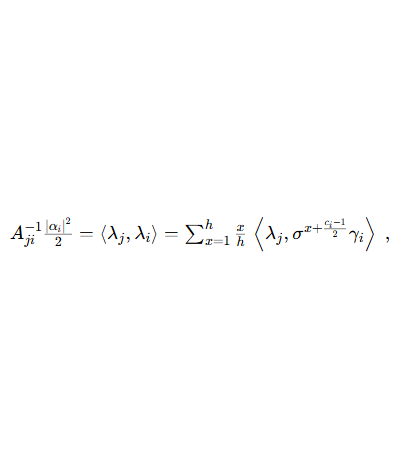 $A_{ji}^{-1} \frac{|\alpha_i|^2}{2} = \langle \lambda_j, \lambda_i \rangle = \sum_{x=1}^{h} \frac{x}{h} \left\langle \lambda_j, \sigma^{x+\frac{c_i-1}{2}} \gamma_i \right\rangle \ ,$